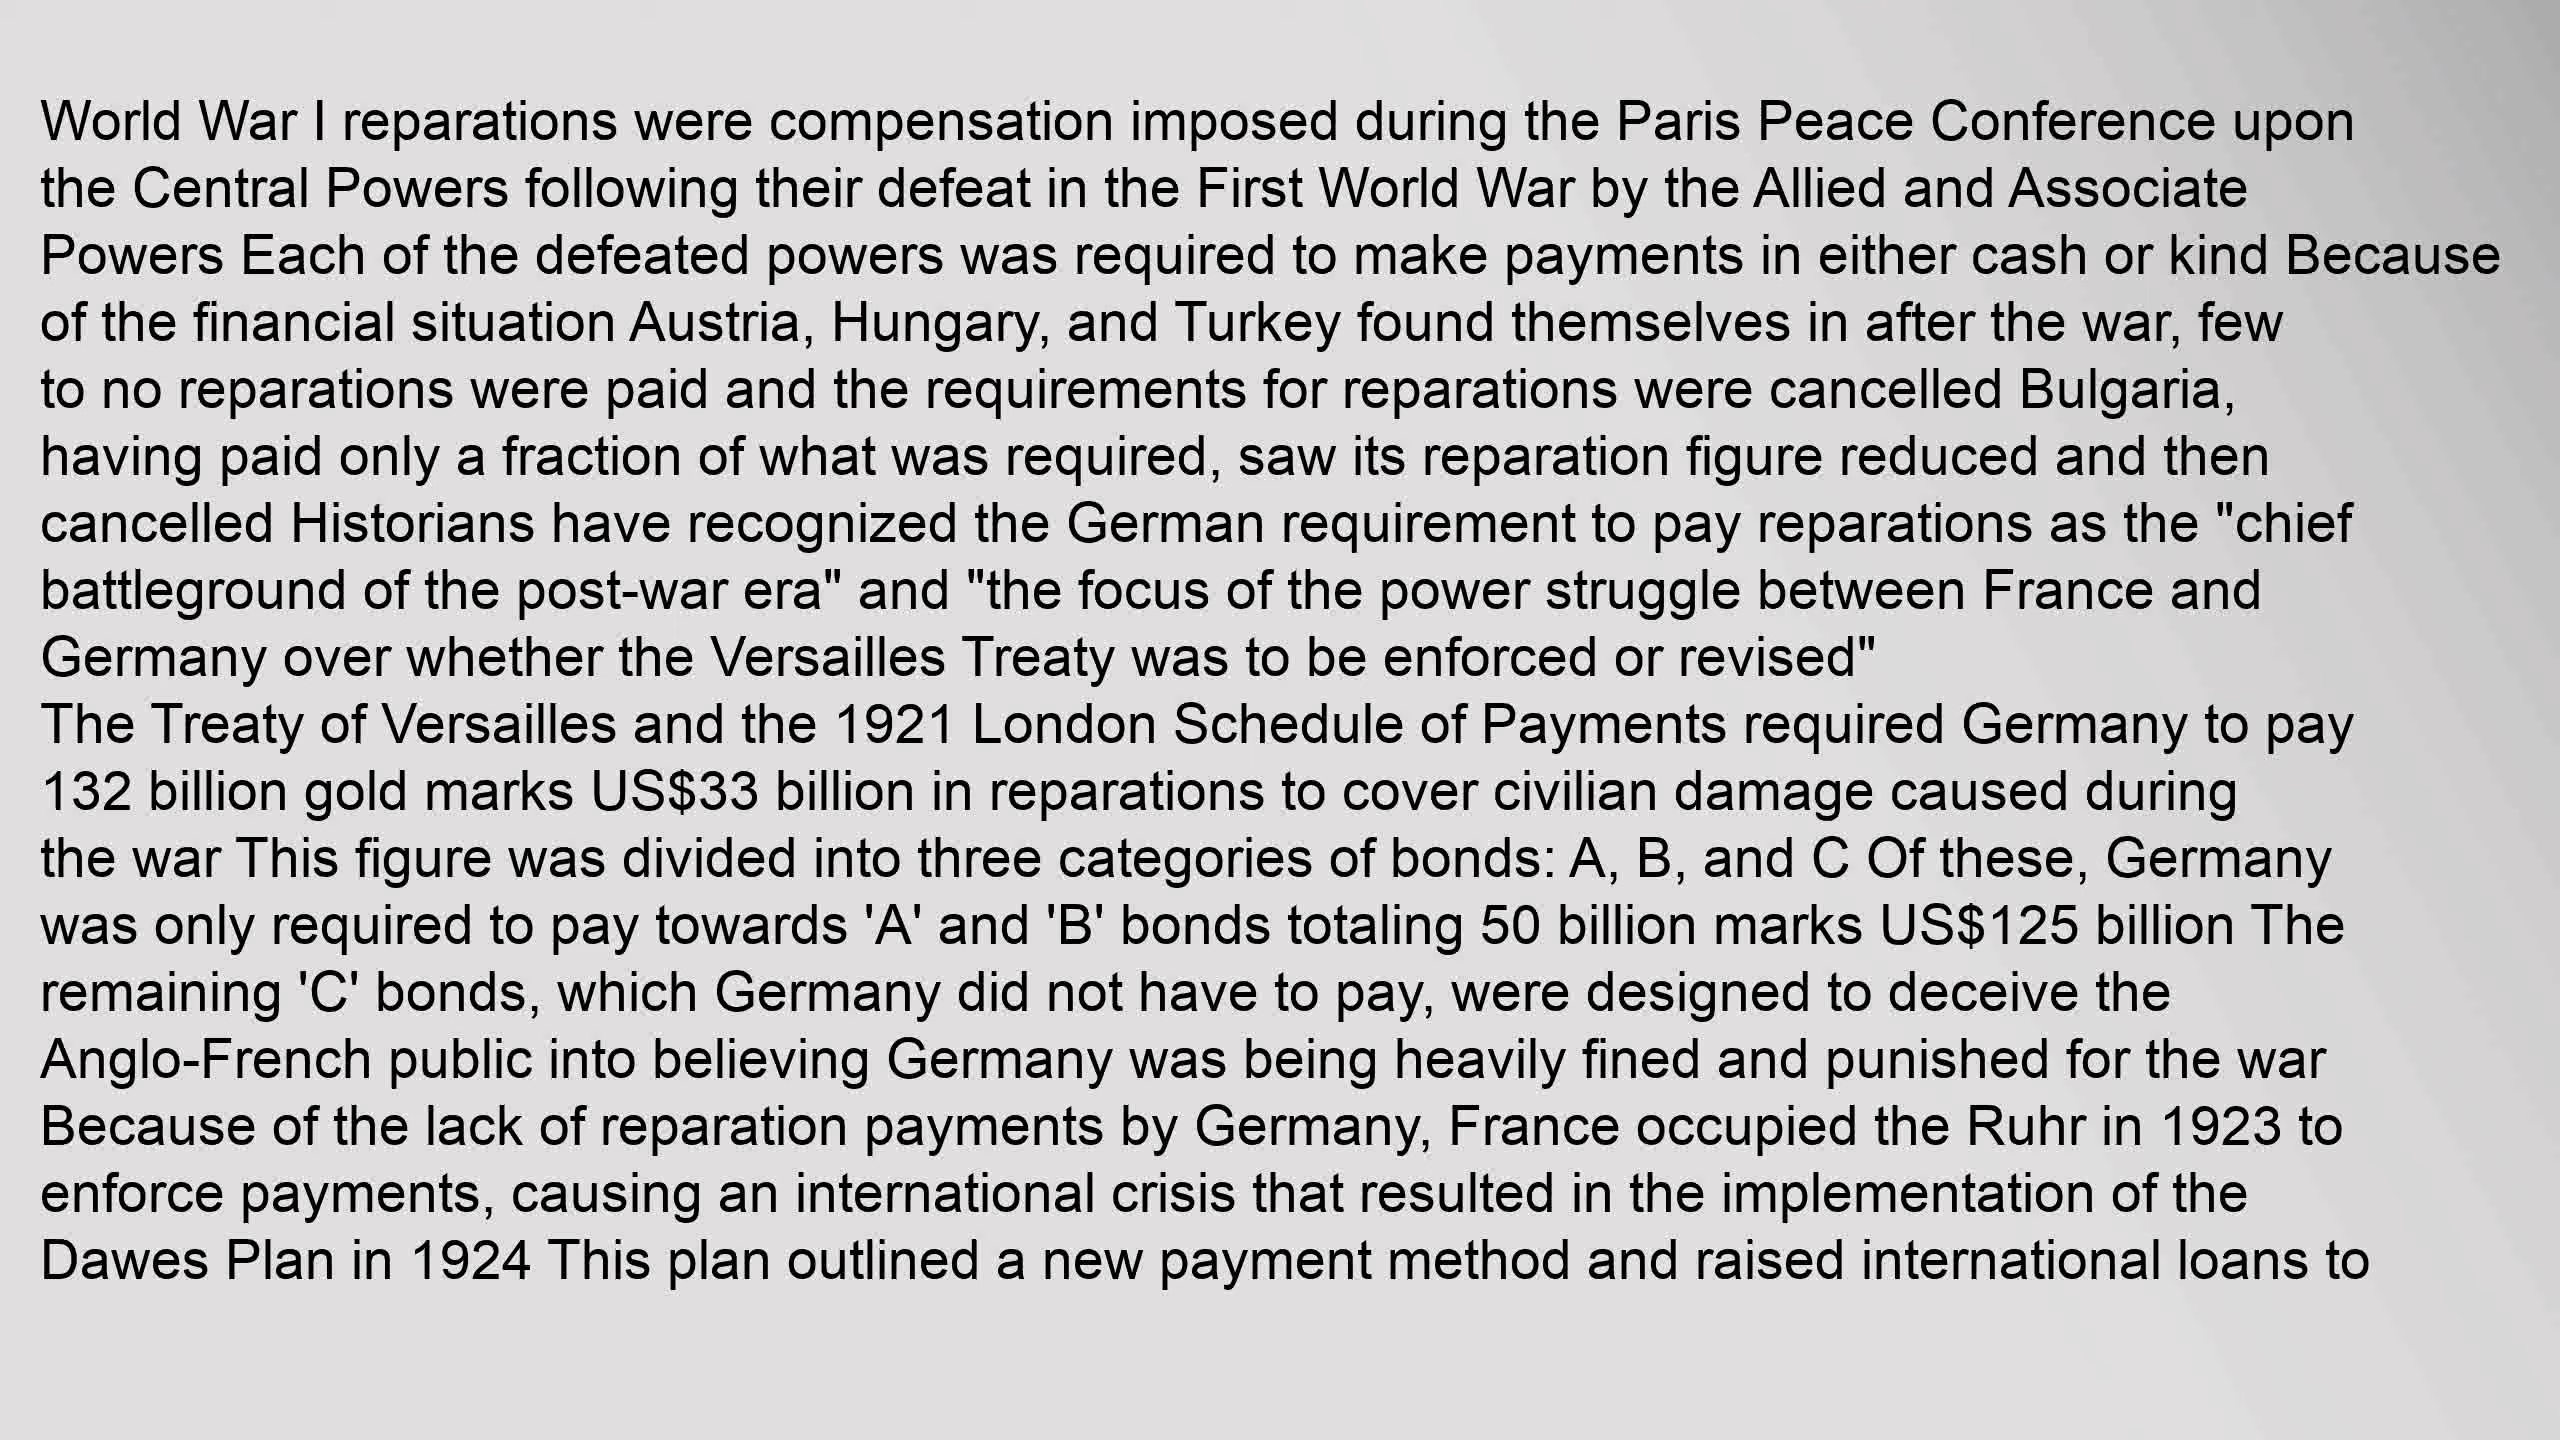 World War I reparations were compensation imposed during the Paris Peace Conference upon
the Central Powers following their defeat in the First World War by the Allied and Associate
Powers Each of the defeated powers was required to make payments in either cash or kind Because
of the financial situation Austria, Hungary, and Turkey found themselves in after the war, few
to no reparations were paid and the requirements for reparations were cancelled Bulgaria,
having paid only a fraction of what was required, saw its reparation figure reduced and then
cancelled Historians have recognized the German requirement to pay reparations as the "chief
battleground of the post-war era" and "the focus of the power struggle between France and
Germany over whether the Versailles Treaty was to be enforced or revised"
The Treaty of Versailles and the 1921 London Schedule of Payments required Germany to pay
132 billion gold marks US$33 billion in reparations to cover civilian damage caused during
the war This figure was divided into three categories of bonds: A, B, and C Of these, Germany
was only required to pay towards 'A' and 'B' bonds totaling 50 billion marks US$125 billion The
remaining 'C' bonds, which Germany did not have to pay, were designed to deceive the
Anglo-French public into believing Germany was being heavily fined and punished for the war
Because of the lack of reparation payments by Germany, France occupied the Ruhr in 1923 to
enforce payments, causing an international crisis that resulted in the implementation of the
Dawes Plan in 1924 This plan outlined a new payment method and raised international loans to